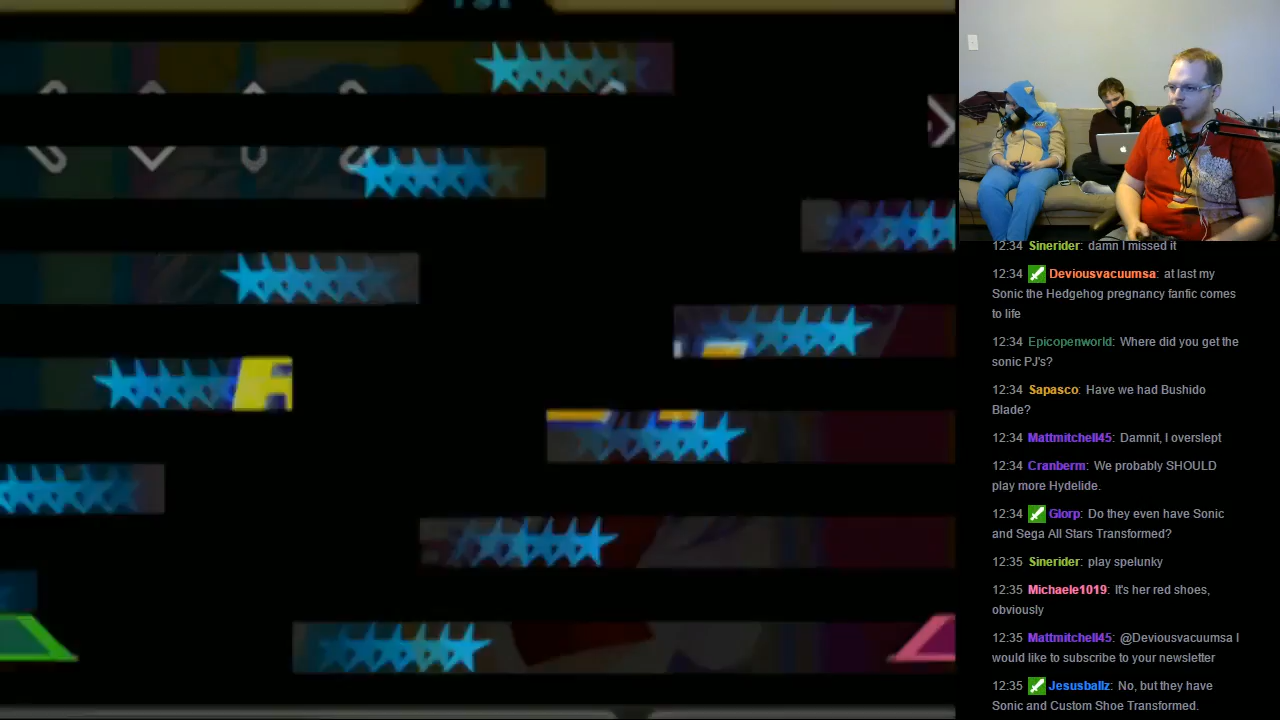 1st
12:34 Sinerider: damn I missed it
12:34 Deviousvacuumsa: at last my
Sonic the Hedgehog pregnancy fanfic comes
to life
12:34 Epicopenworld: Where did you get the
sonic PJ's?
12:34 Sapasco: Have we had Bushido
Blade?
12:34 Mattmitchell45: Damnit, I overslept
12:34 Cranberm: We probably SHOULD
play more Hydelide.
12:34 Glorp: Do they even have Sonic
and Sega All Stars Transformed?
12:35 Sinerider: play spelunky
12:35 Michaele1019: It's her red shoes,
obviously
12:35 Mattmitchell45: @Deviousvacuumsa I
would like to subscribe to your newsletter
12:35 Jesusballz: No, but they have
Sonic and Custom Shoe Transformed.